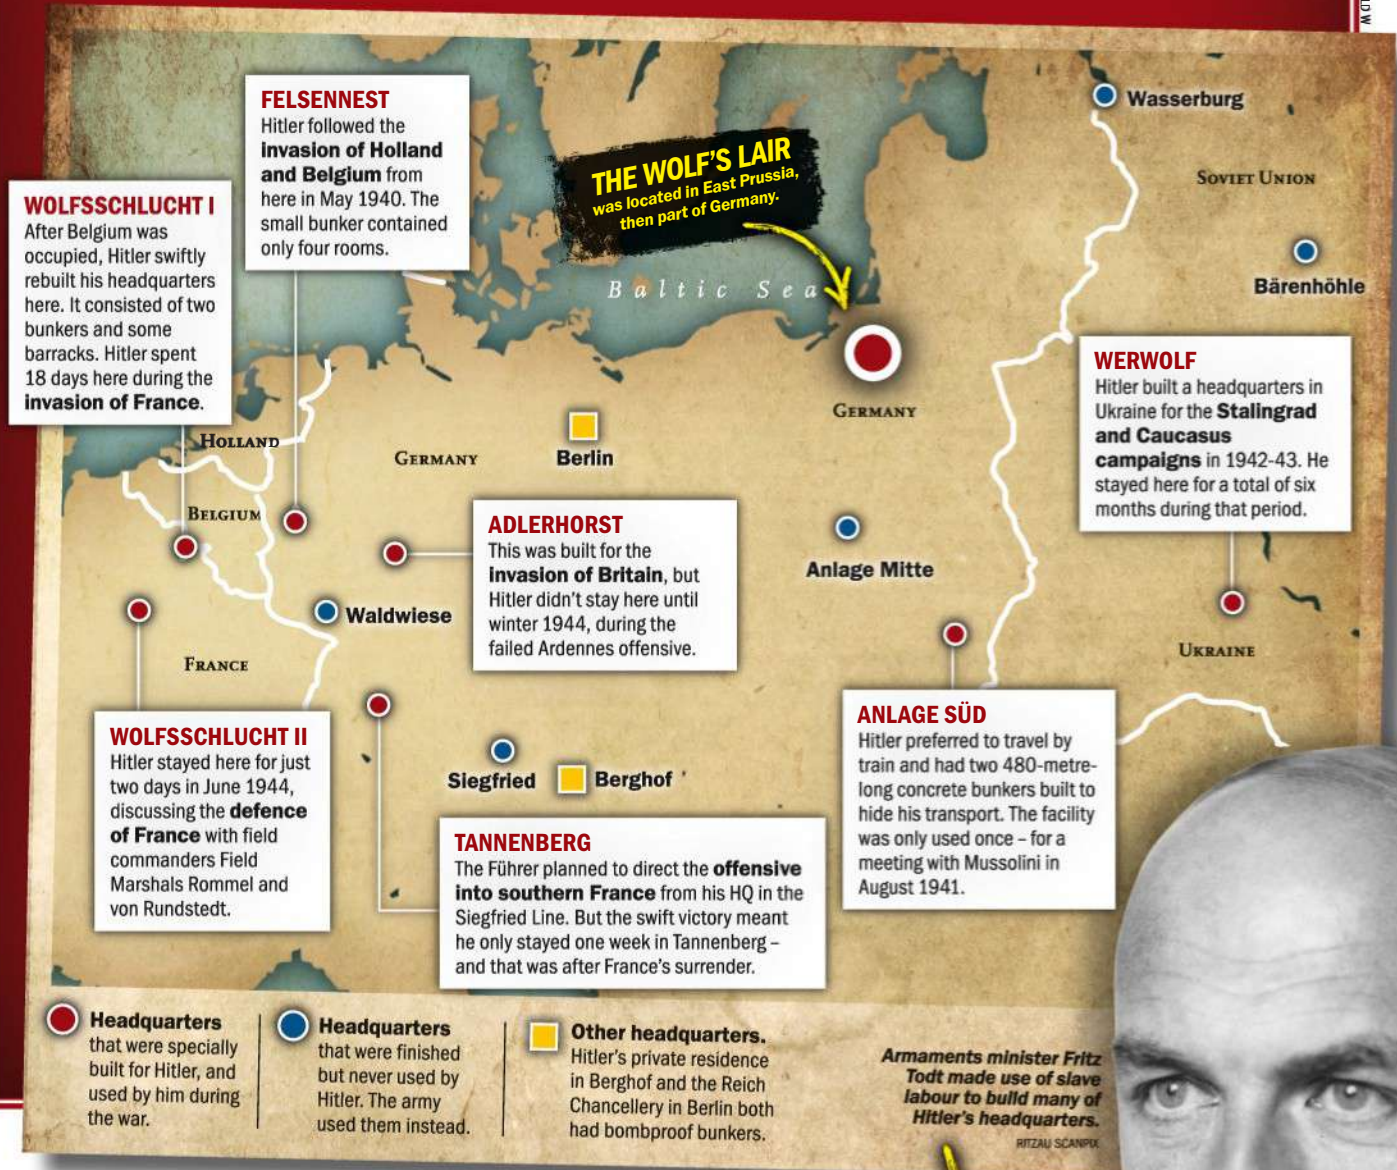 LD W
FELSENNEST
Hitler followed the
invasion of Holland
and Belgium from
here in May 1940. The
small bunker contained
only four rooms.
WOLFSSCHLUCHT I
After Belgium was
occupied, Hitler swiftly
rebuilt his headquarters
here. It consisted of two
bunkers and some
barracks. Hitler spent
18 days here during the
invasion of France.
THE WOLF'S LAIR
was located in East Prussia,
then part of Germany.
Wasserburg
SOVIET UNION
Bärenhöhle
Baltic Sea
WERWOLF
Hitler built a headquarters in
Ukraine for the Stalingrad
and Caucasus
campaigns in 1942-43. He
stayed here for a total of six
months during that period.
GERMANY
HOLLAND
GERMANY
Berlin
BELGIUM
ADLERHORST
This was built for the
invasion of Britain, but
Hitler didn't stay here until
winter 1944, during the
failed Ardennes offensive.
Anlage Mitte
Waldwiese
FRANCE
UKRAINE
WOLFSSCHLUCHT II
Hitler stayed here for just
two days in June 1944,
discussing the defence
of France with field
commanders Field
Marshals Rommel and
von Rundstedt.
Siegfried
Berghof
ANLAGE SÜD
Hitler preferred to travel by
train and had two 480-metre-
long concrete bunkers built to
hide his transport. The facility
was only used once – for a
meeting with Mussolini in
August 1941.
TANNENBERG
The Führer planned to direct the offensive
into southern France from his HQ in the
Siegfried Line. But the swift victory meant
he only stayed one week in Tannenberg –
and that was after France's surrender.
Headquarters
that were specially
built for Hitler, and
used by him during
the war.
Headquarters
that were finished
but never used by
Hitler. The army
used them instead.
Other headquarters.
Hitler's private residence
in Berghof and the Reich
Chancellery in Berlin both
had bombproof bunkers.
Armaments minister Fritz
Todt made use of slave
labour to build many of
Hitler's headquarters.
RITZAU SCANPIX